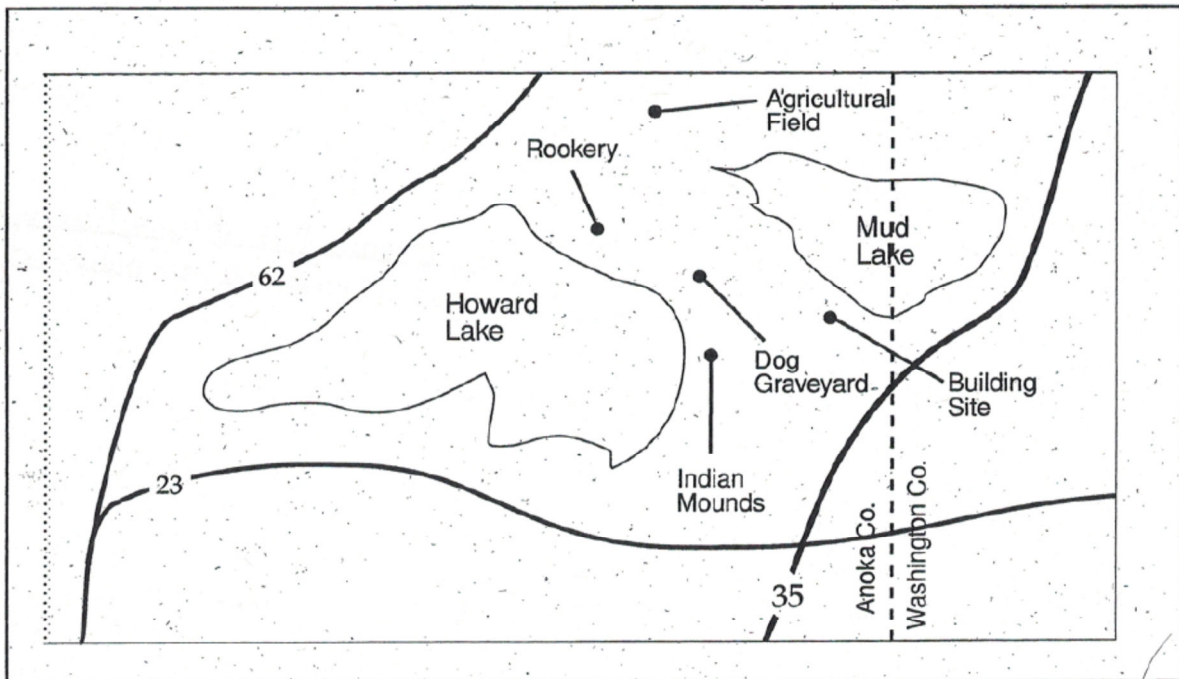 Agricultural
Field
Rookery
Mud
Lake
62
Howard
Lake
Dog
Graveyard
Building
Site
Indian
Mounds
23
35
Anoka Co.
Washington Co.